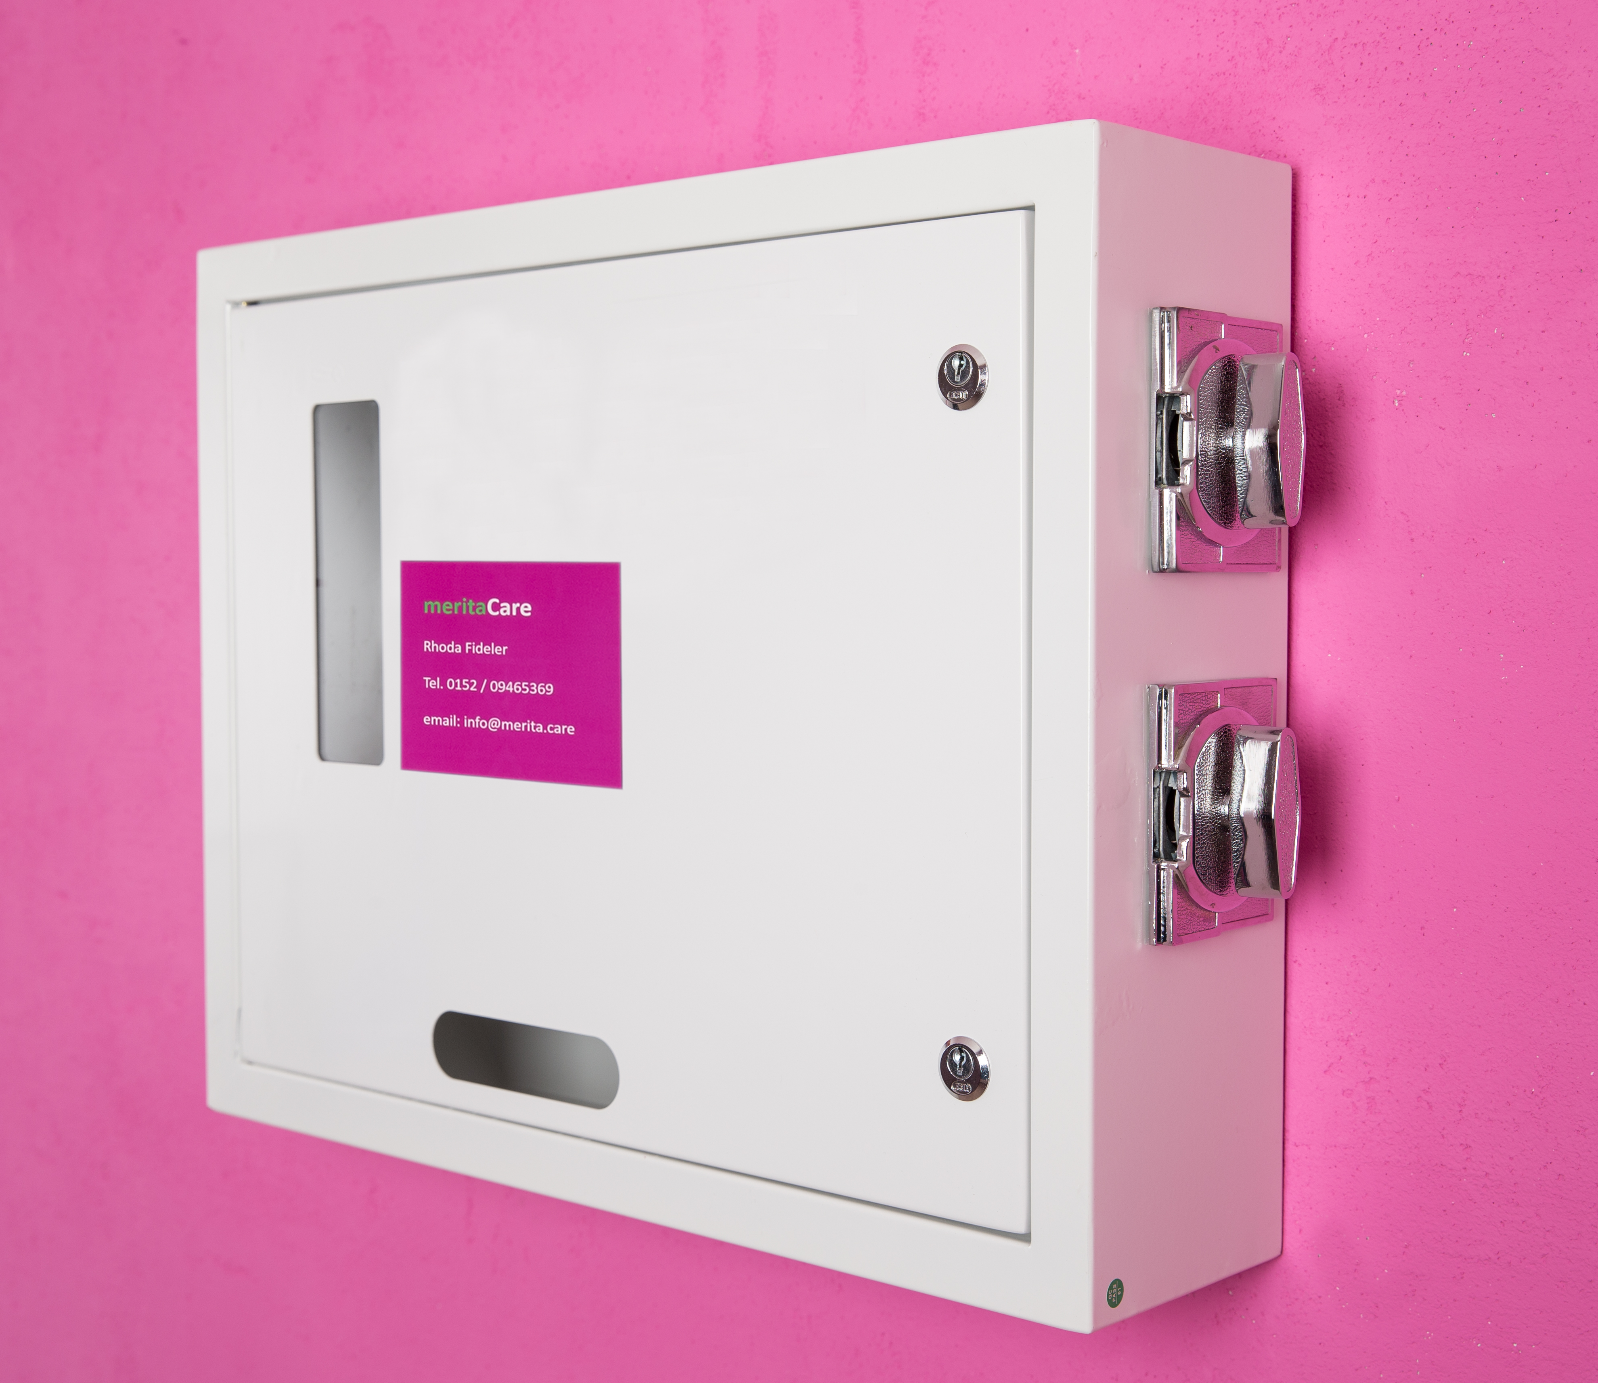 meritaCare
Rhoda Fideler
Tel. 0152 / 09465369
email: info@merita.care